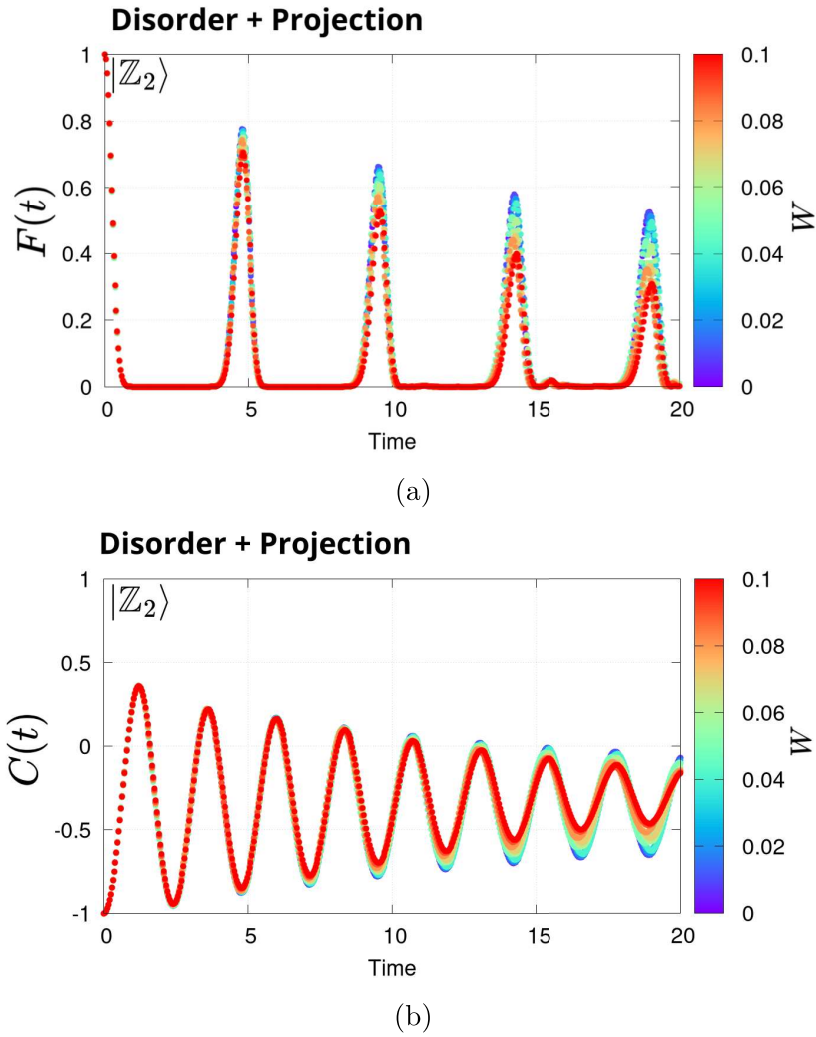 Disorder + Projection
|ℤ₂⟩
F(t)
1
0.8
0.6
0.4
0.2
0
0 5 10 15 20
Time
0.1
0.08
0.06
0.04
0.02
0
W
(a)
Disorder + Projection
|ℤ₂⟩
C(t)
1
0.5
0
-0.5
-1
0 5 10 15 20
Time
0.1
0.08
0.06
0.04
0.02
0
W
(b)